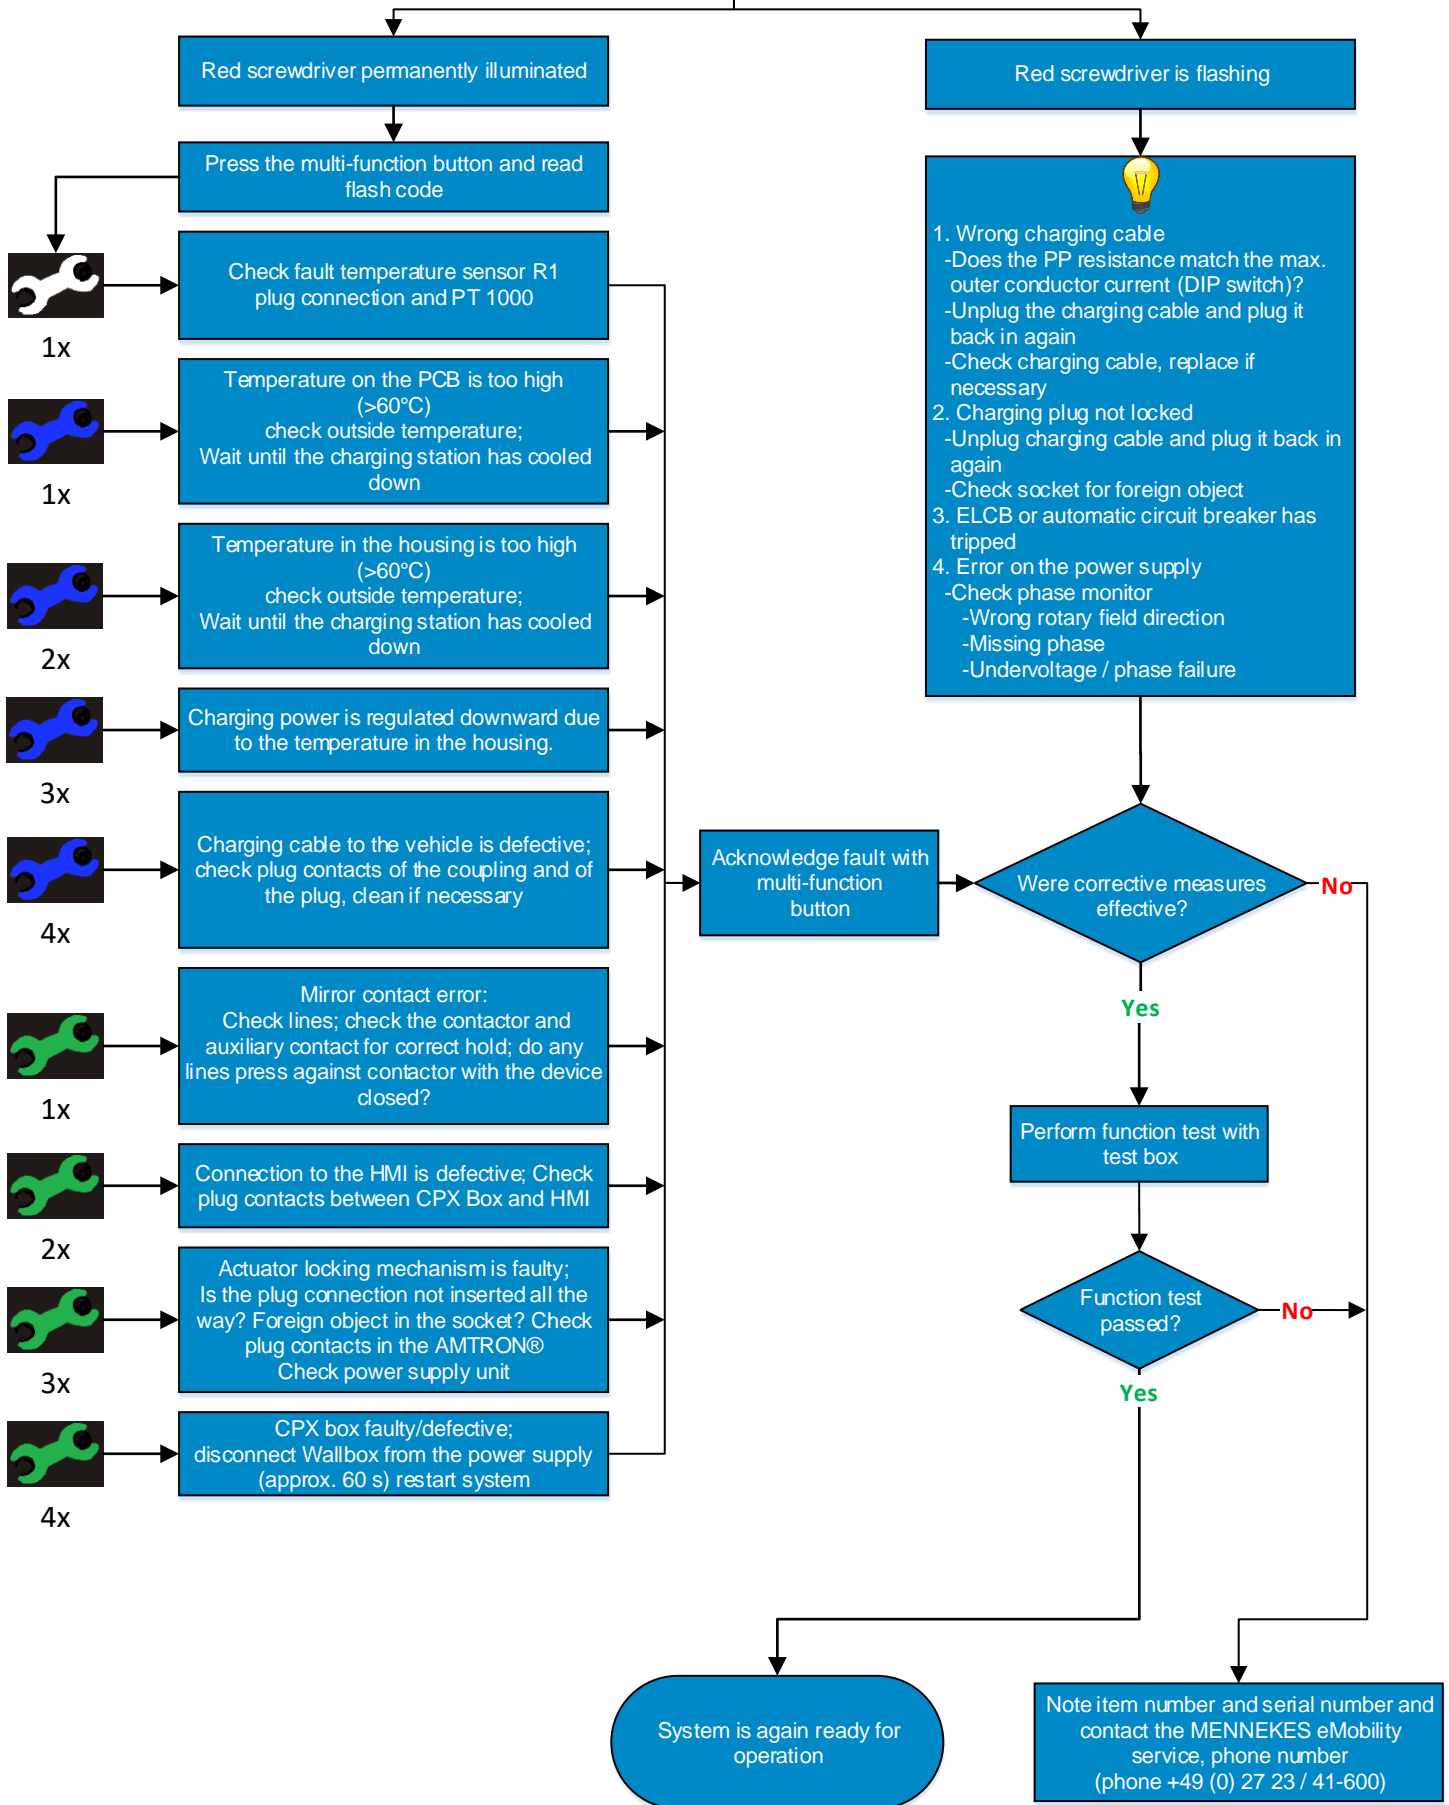 Red screwdriver permanently illuminated
Press the multi-function button and read
flash code
1x
Check fault temperature sensor R1
plug connection and PT 1000
1x
Temperature on the PCB is too high
(>60°C)
check outside temperature;
Wait until the charging station has cooled
down
2x
Temperature in the housing is too high
(>60°C)
check outside temperature;
Wait until the charging station has cooled
down
3x
Charging power is regulated downward due
to the temperature in the housing.
4x
Charging cable to the vehicle is defective;
check plug contacts of the coupling and of
the plug, clean if necessary
1x
Mirror contact error:
Check lines; check the contactor and
auxiliary contact for correct hold; do any
lines press against contactor with the device
closed?
2x
Connection to the HMI is defective; Check
plug contacts between CPX Box and HMI
3x
Actuator locking mechanism is faulty;
Is the plug connection not inserted all the
way? Foreign object in the socket? Check
plug contacts in the AMTRON®
Check power supply unit
4x
CPX box faulty/defective;
disconnect Wallbox from the power supply
(approx. 60 s) restart system
Acknowledge fault with
multi-function
button
Red screwdriver is flashing
1. Wrong charging cable
-Does the PP resistance match the max.
outer conductor current (DIP switch)?
-Unplug the charging cable and plug it
back in again
-Check charging cable, replace if
necessary
2. Charging plug not locked
-Unplug charging cable and plug it back in
again
-Check socket for foreign object
3. ELCB or automatic circuit breaker has
tripped
4. Error on the power supply
-Check phase monitor
-Wrong rotary field direction
-Missing phase
-Undervoltage / phase failure
Were corrective measures
effective?
No
Yes
Perform function test with
test box
Function test
passed?
No
Yes
System is again ready for
operation
Note item number and serial number and
contact the MENNEKES eMobility
service, phone number
(phone +49 (0) 27 23 / 41-600)